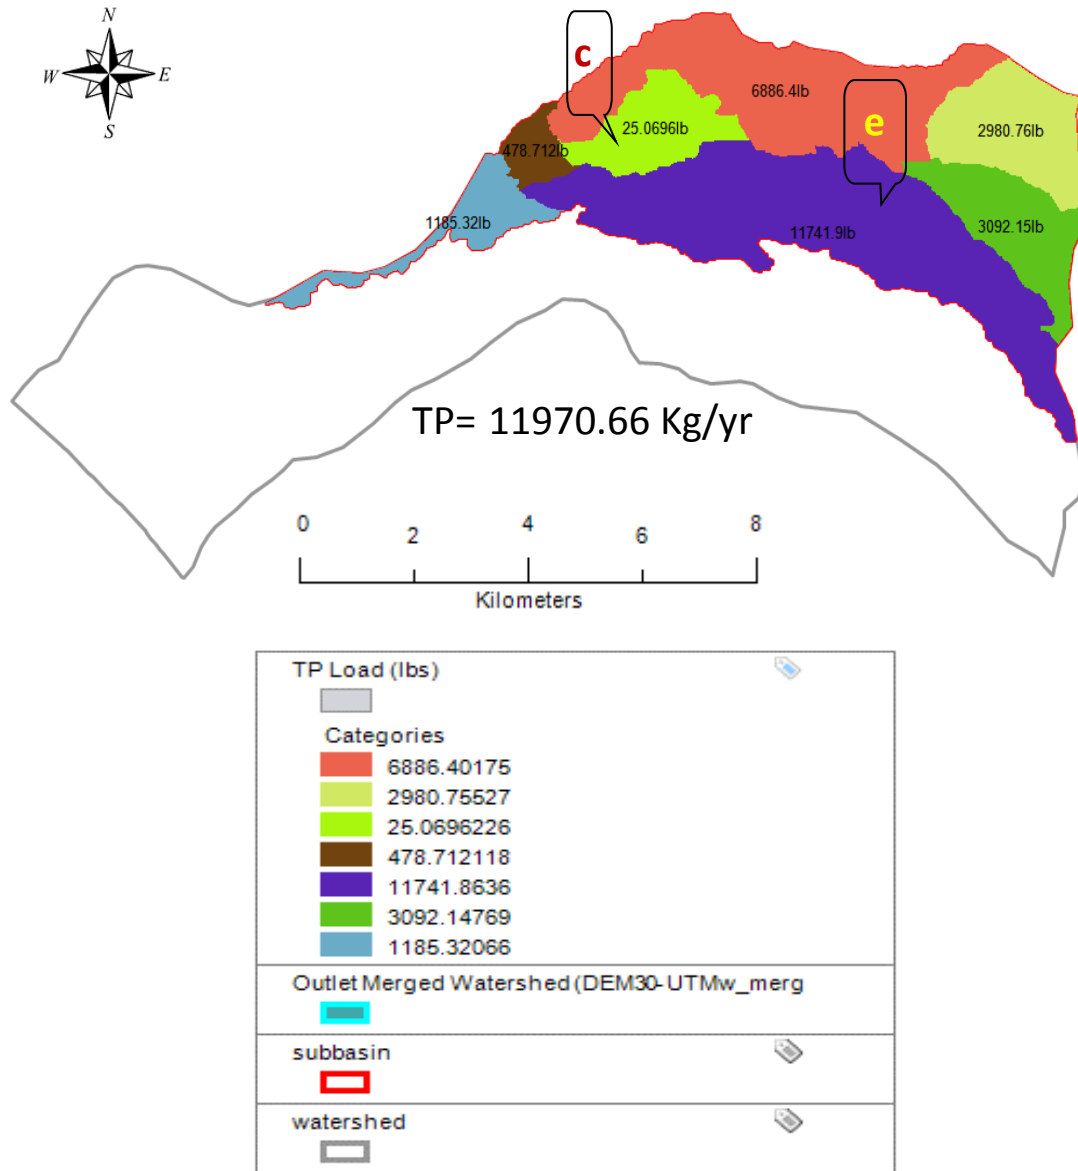 N
W E
S
c
6886.4lb
e
25.0696lb
2980.76lb
478.712lb
1185.32lb
3092.15lb
11741.9lb
TP= 11970.66 Kg/yr
0 2 4 6 8
Kilometers
TP Load (lbs)
Categories
6886.40175
2980.75527
25.0696226
478.712118
11741.8636
3092.14769
1185.32066
Outlet Merged Watershed (DEM30-UTMw_merg
subbasin
watershed